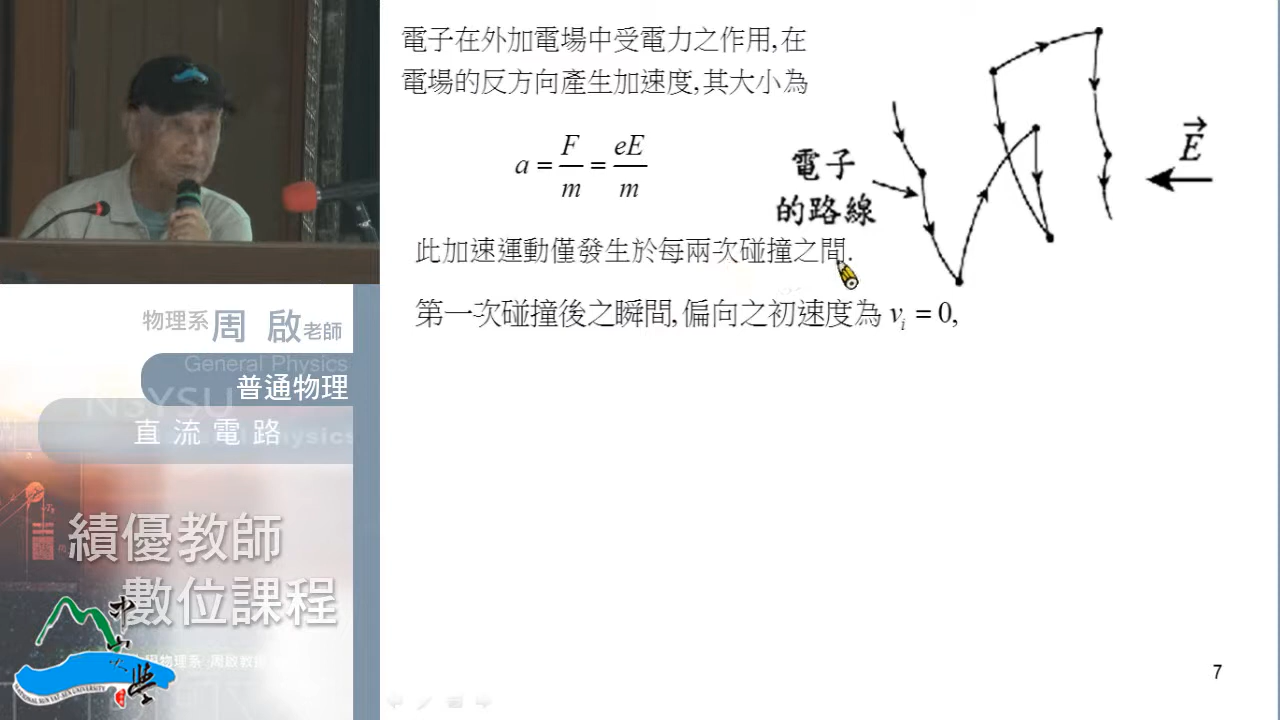 電子在外加電場中受電力之作用,在
電場的反方向產生加速度,其大小為
a = F/m = eE/m
電子
的路線
E⃗
此加速運動僅發生於每兩次碰撞之間.
第一次碰撞後之瞬間,偏向之初速度為 vᵢ = 0,
物理系周 啟老師
General Physics
普通物理
NSYSU
直流電路
績優教師
數位課程
7